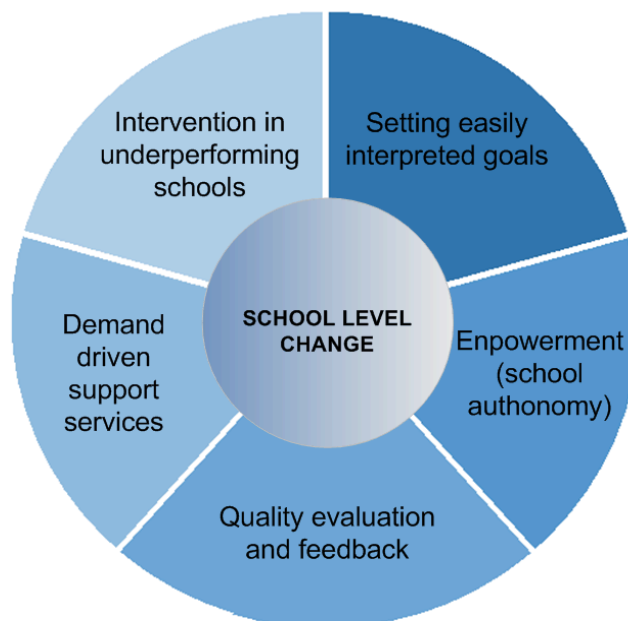 Intervention in
underperforming
schools
Setting easily
interpreted goals
SCHOOL LEVEL
CHANGE
Demand
driven
support
services
Enpowerment
(school
authonomy)
Quality evaluation
and feedback